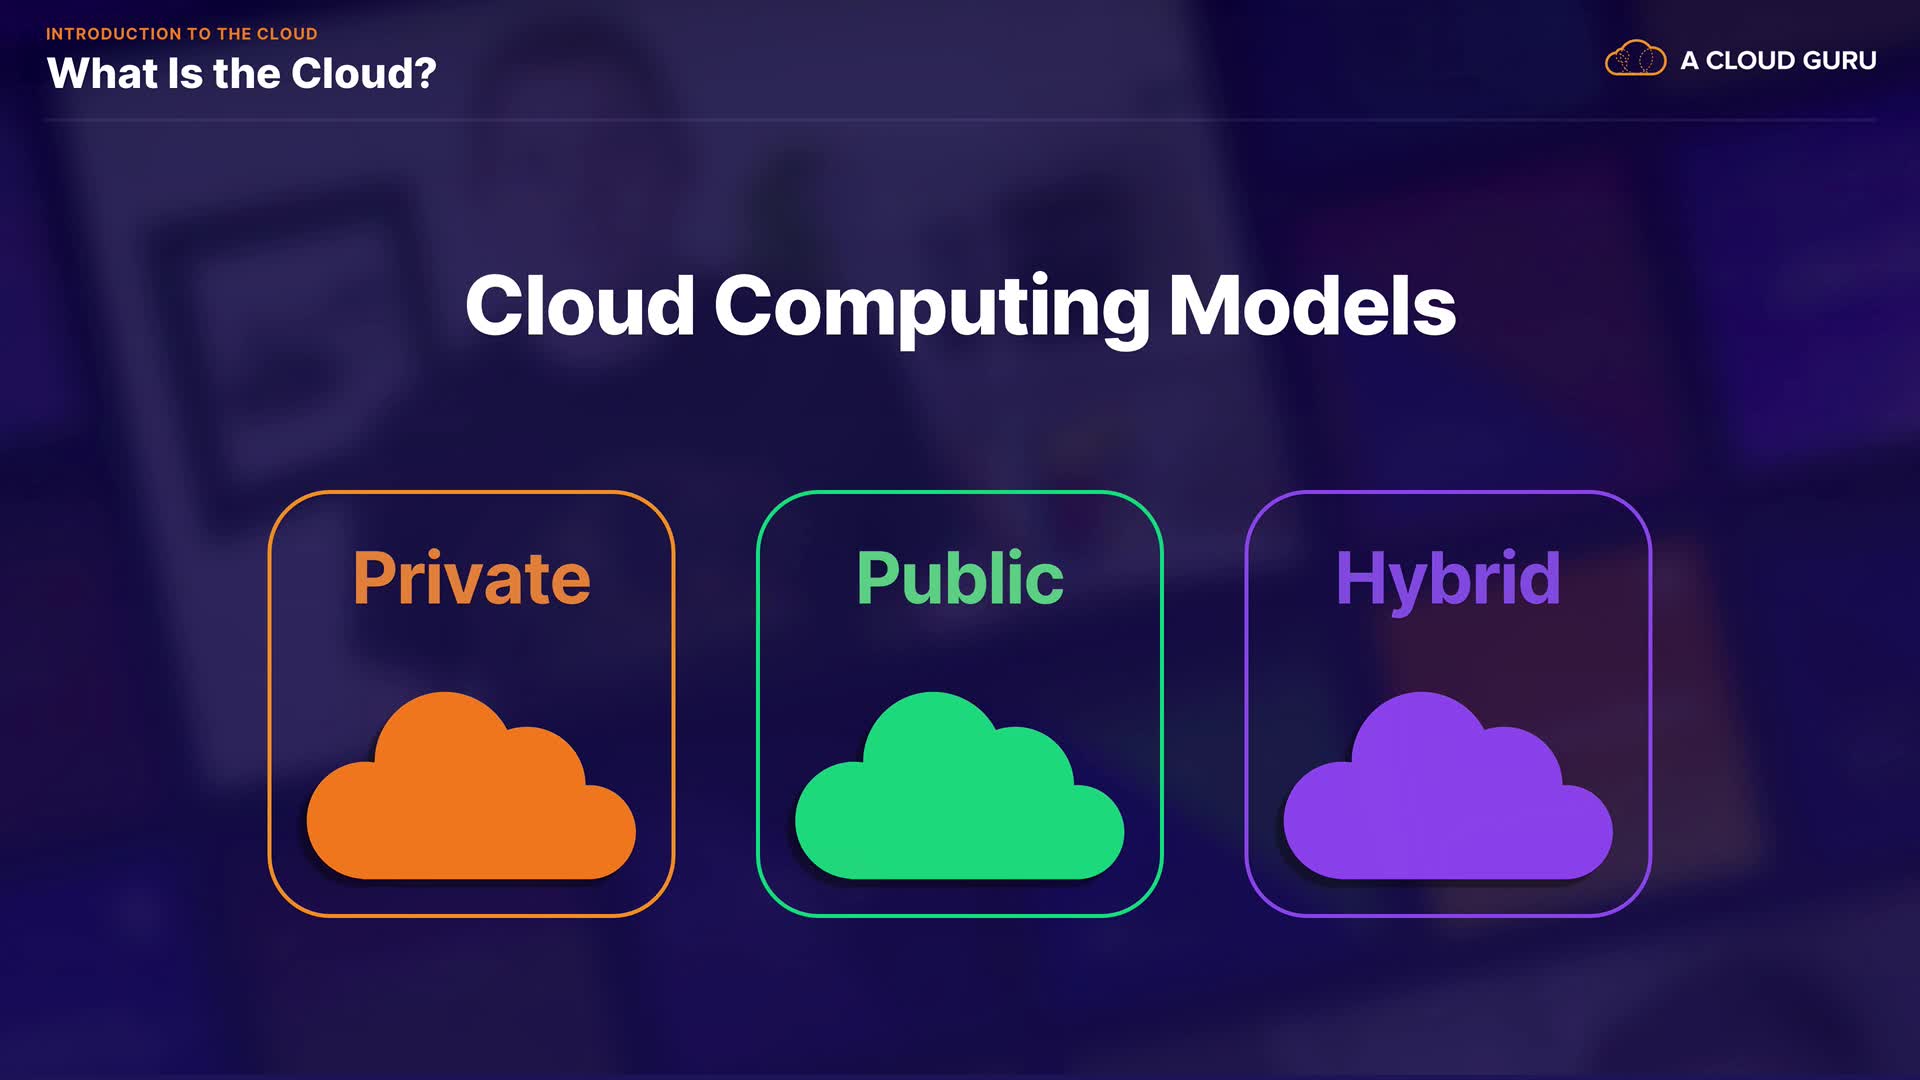 INTRODUCTION TO THE CLOUD
What Is the Cloud?
A CLOUD GURU
Cloud Computing Models
Private
Public
Hybrid